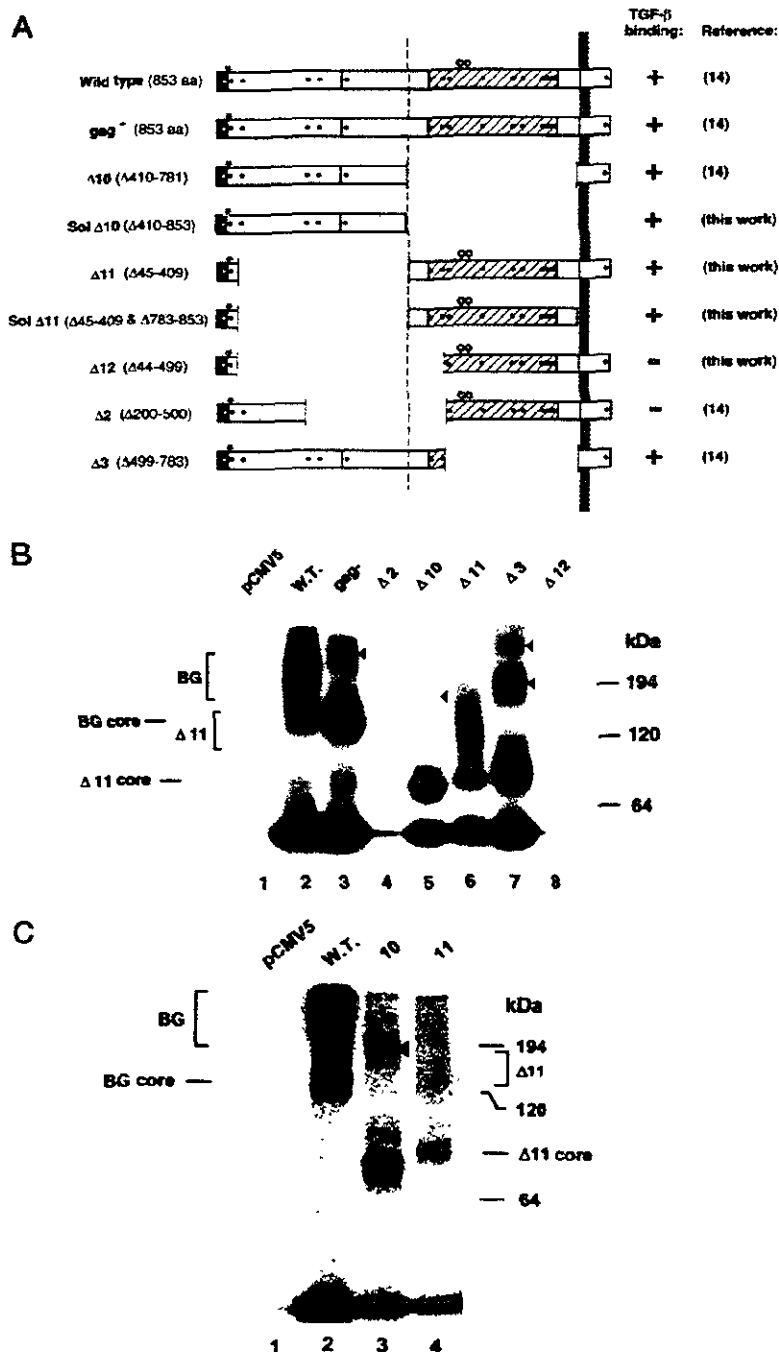 A
TGF-β binding: Reference:
Wild type (853 aa) + (14)
gag - (853 aa) + (14)
Δ10 (Δ410-781) + (14)
Sol Δ10 (Δ410-853) + (this work)
Δ11 (Δ45-409) + (this work)
Sol Δ11 (Δ45-409 & Δ783-853) + (this work)
Δ12 (Δ44-499) - (this work)
Δ2 (Δ200-500) - (14)
Δ3 (Δ499-783) + (14)
B
pCMV5 W.T. gag- Δ2 Δ10 Δ11 Δ3 Δ12
kDa
BG
194
BG core
Δ11
120
Δ11 core
64
1 2 3 4 5 6 7 8
C
pCMV5 W.T. 10 11
kDa
BG
194
Δ11
BG core
120
Δ11 core
64
1 2 3 4